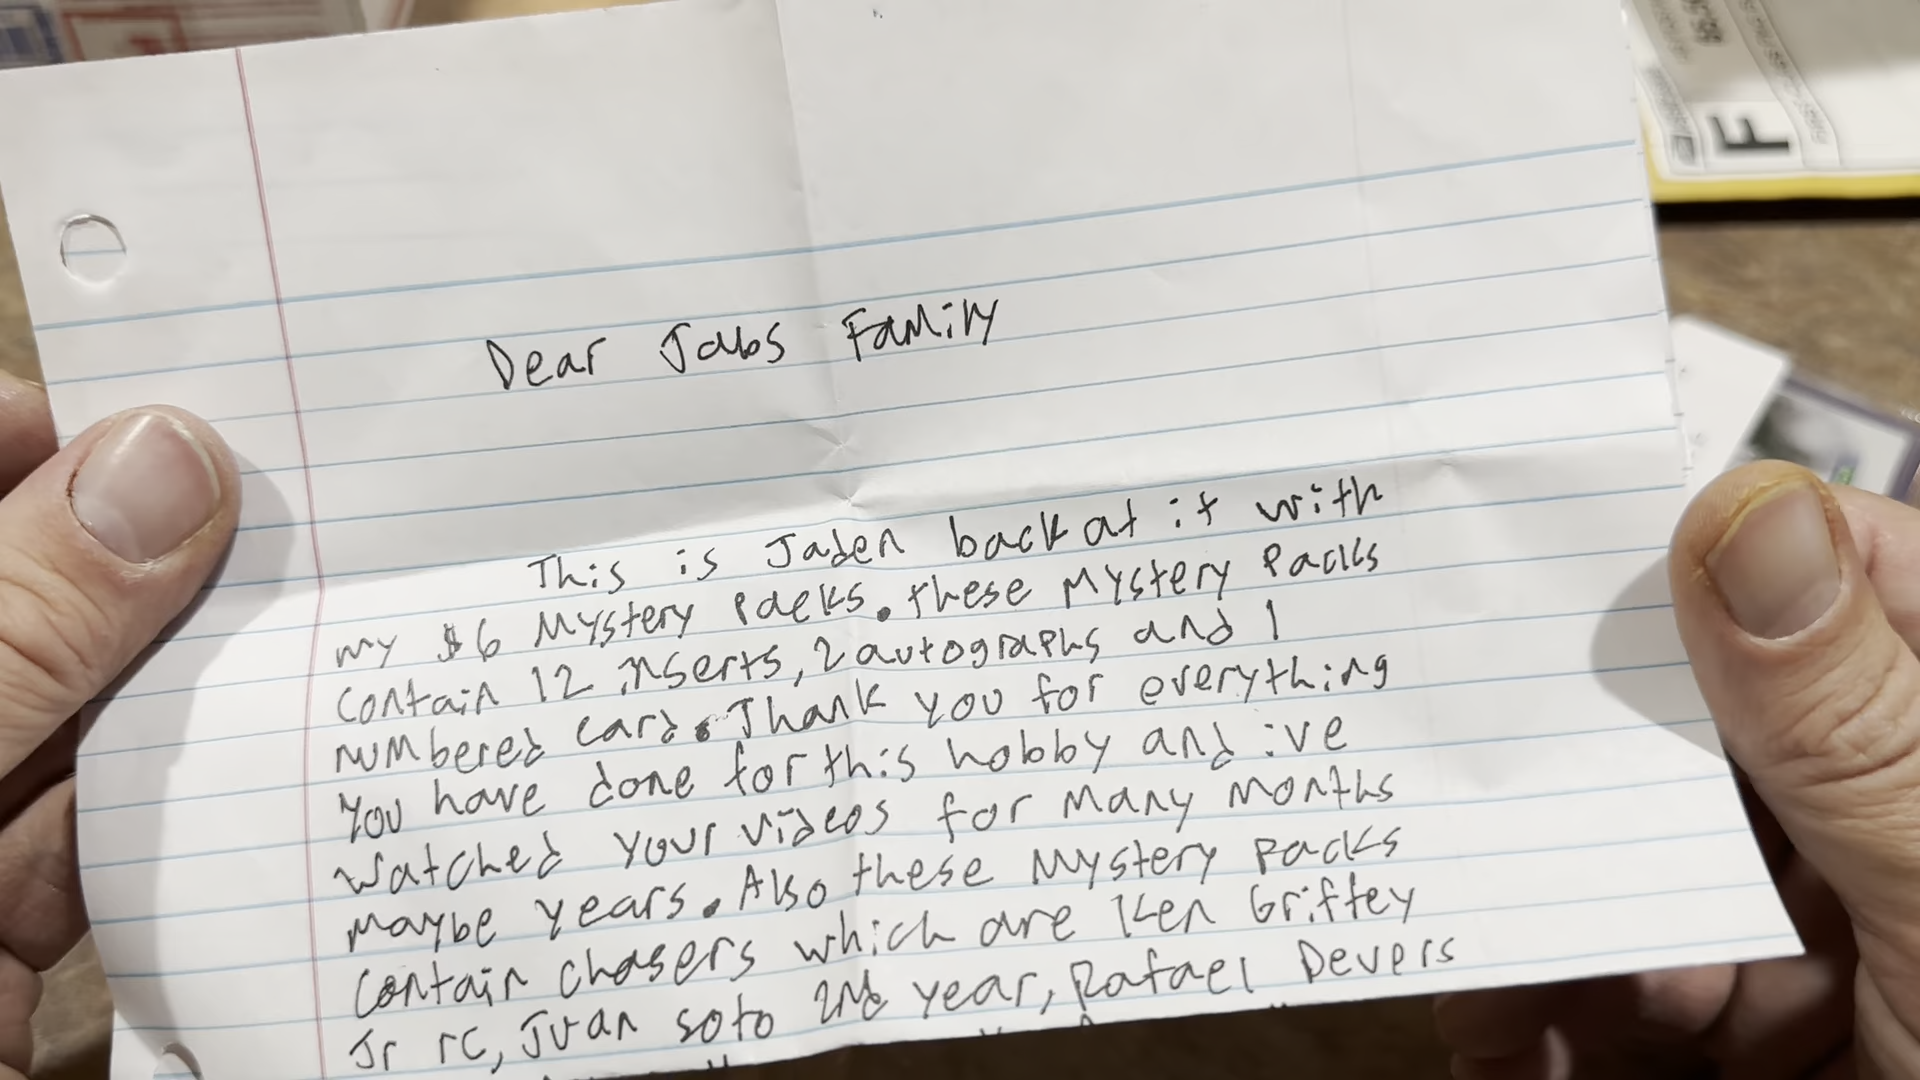 F
Dear Jabs Family
This is Jaden back at it with
my $6 Mystery Packs. these Mystery Packs
contain 12 inserts, 2 autographs and 1
numbered card. Thank you for everything
You have done for this hobby and ive
watched your videos for many months
maybe years. Also these Mystery packs
contain chasers which are Ken Griffey
Jr rc, Juan soto 2nd year, Rafael Devers